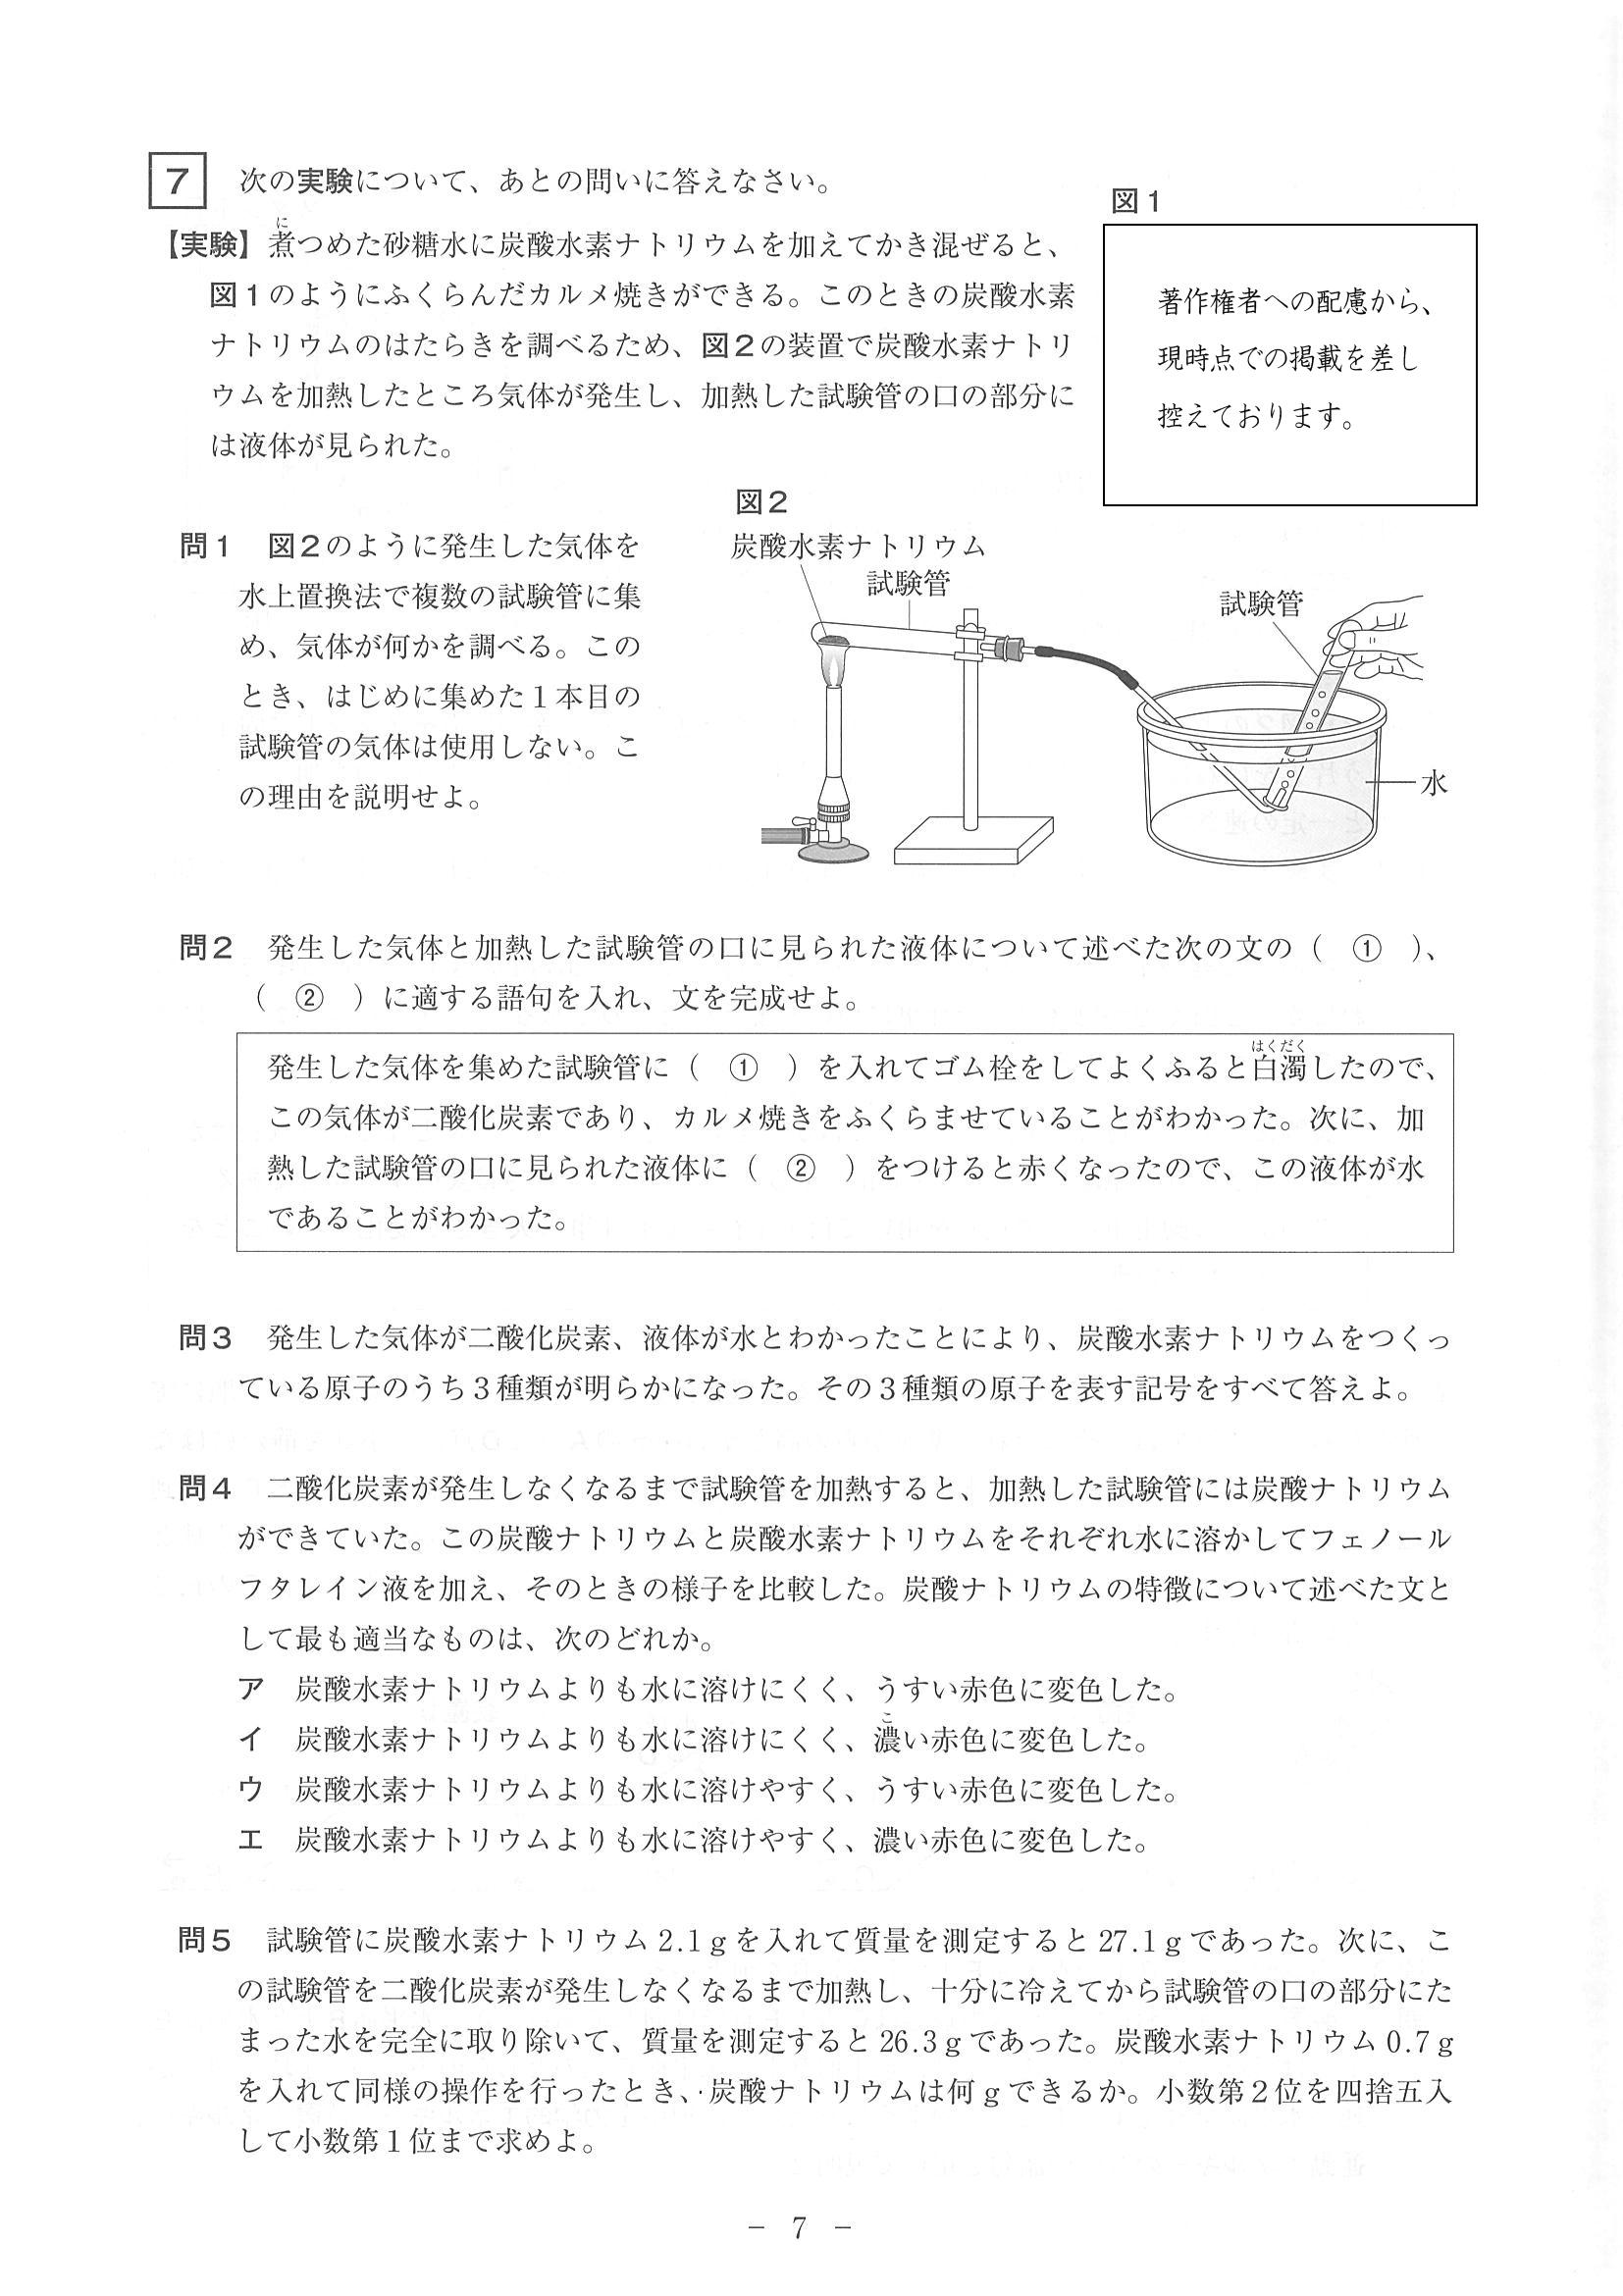 7 次の実験について、あとの問いに答えなさい。
図1
著作権者への配慮から、
現時点での掲載を差し
控えております。
【実験】煮つめた砂糖水に炭酸水素ナトリウムを加えてかき混ぜると、
に
図1のようにふくらんだカルメ焼きができる。このときの炭酸水素
ナトリウムのはたらきを調べるため、図2の装置で炭酸水素ナトリ
ウムを加熱したところ気体が発生し、加熱した試験管の口の部分に
は液体が見られた。
問1 図2のように発生した気体を
水上置換法で複数の試験管に集
め、気体が何かを調べる。この
とき、はじめに集めた1本目の
試験管の気体は使用しない。こ
の理由を説明せよ。
図2
炭酸水素ナトリウム
試験管
試験管
水
問2 発生した気体と加熱した試験管の口に見られた液体について述べた次の文の（ ① ）、
（ ② ）に適する語句を入れ、文を完成せよ。
はくだく
発生した気体を集めた試験管に（ ① ）を入れてゴム栓をしてよくふると白濁したので、
この気体が二酸化炭素であり、カルメ焼きをふくらませていることがわかった。次に、加
熱した試験管の口に見られた液体に（ ② ）をつけると赤くなったので、この液体が水
であることがわかった。
問3 発生した気体が二酸化炭素、液体が水とわかったことにより、炭酸水素ナトリウムをつくっ
ている原子のうち3種類が明らかになった。その3種類の原子を表す記号をすべて答えよ。
問4 二酸化炭素が発生しなくなるまで試験管を加熱すると、加熱した試験管には炭酸ナトリウム
ができていた。この炭酸ナトリウムと炭酸水素ナトリウムをそれぞれ水に溶かしてフェノール
フタレイン液を加え、そのときの様子を比較した。炭酸ナトリウムの特徴について述べた文と
して最も適当なものは、次のどれか。
ア 炭酸水素ナトリウムよりも水に溶けにくく、うすい赤色に変色した。
こ
イ 炭酸水素ナトリウムよりも水に溶けにくく、濃い赤色に変色した。
ウ 炭酸水素ナトリウムよりも水に溶けやすく、うすい赤色に変色した。
エ 炭酸水素ナトリウムよりも水に溶けやすく、濃い赤色に変色した。
問5 試験管に炭酸水素ナトリウム2.1gを入れて質量を測定すると27.1gであった。次に、こ
の試験管を二酸化炭素が発生しなくなるまで加熱し、十分に冷えてから試験管の口の部分にた
まった水を完全に取り除いて、質量を測定すると26.3gであった。炭酸水素ナトリウム0.7g
を入れて同様の操作を行ったとき、炭酸ナトリウムは何gできるか。小数第2位を四捨五入
して小数第1位まで求めよ。
－ 7 －